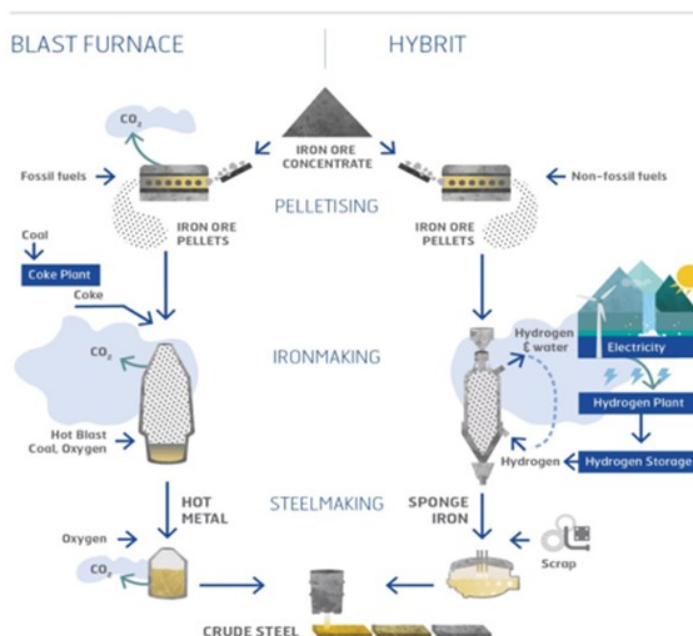 BLAST FURNACE
HYBRIT
CO₂
IRON ORE
CONCENTRATE
Fossil fuels
Non-fossil fuels
PELLETISING
IRON ORE
PELLETS
IRON ORE
PELLETS
Coal
Coke Plant
Coke
CO₂
IRONMAKING
Hydrogen
& water
Electricity
Hydrogen Plant
Hot Blast
Coal, Oxygen
Hydrogen
Hydrogen Storage
HOT
METAL
STEELMAKING
SPONGE
IRON
Oxygen
CO₂
Scrap
CRUDE STEEL